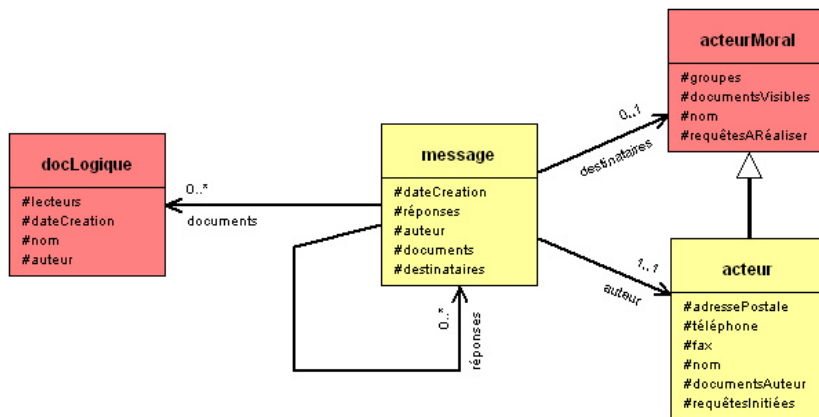 acteurMoral
#groupes
#documentsVisibles
#nom
#requêtesARéaliser
0..1
destinataires
docLogique
#lecteurs
#dateCreation
#nom
#auteur
0..*
documents
message
#dateCreation
#réponses
#auteur
#documents
#destinataires
0..*
réponses
1..1
auteur
acteur
#adressePostale
#téléphone
#fax
#nom
#documentsAuteur
#requêtesInitiées